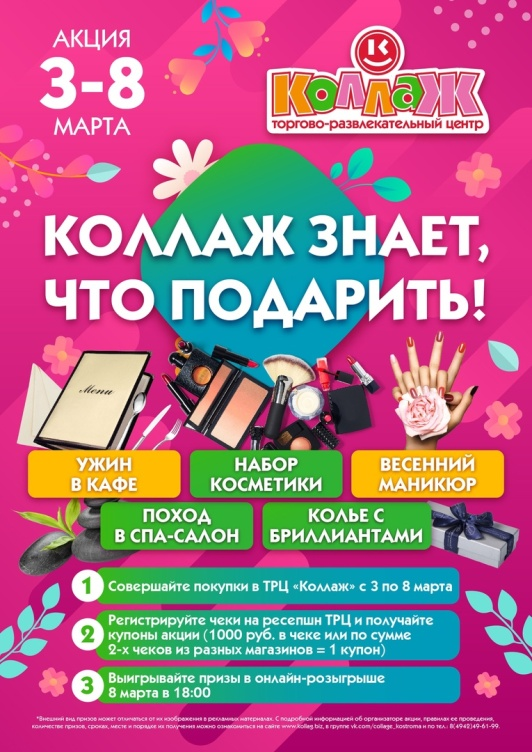 АКЦИЯ
3-8
МАРТА
К
КОЛЛАЖ
ТОРГОВО-РАЗВЛЕКАТЕЛЬНЫЙ ЦЕНТР
КОЛЛАЖ ЗНАЕТ,
ЧТО ПОДАРИТЬ!
Menu
УЖИН
В КАФЕ
НАБОР
КОСМЕТИКИ
ВЕСЕННИЙ
МАНИКЮР
ПОХОД
В СПА-САЛОН
КОЛЬЕ С
БРИЛЛИАНТАМИ
1 Совершайте покупки в ТРЦ «Коллаж» с 3 по 8 марта
2 Регистрируйте чеки на ресепшн ТРЦ и получайте
купоны акции (1000 руб. в чеке или по сумме
2-х чеков из разных магазинов = 1 купон)
3 Выигрывайте призы в онлайн-розыгрыше
8 марта в 18:00
*Внешний вид призов может отличаться от их изображения в рекламных материалах. С подробной информацией об организаторе акции, правилах ее проведения,
количестве призов, сроках, месте и порядке их получения можно ознакомиться на сайте www.kollag.biz, в группе vk.com/collage_kostroma и по тел.: 8(4942)49-61-99.